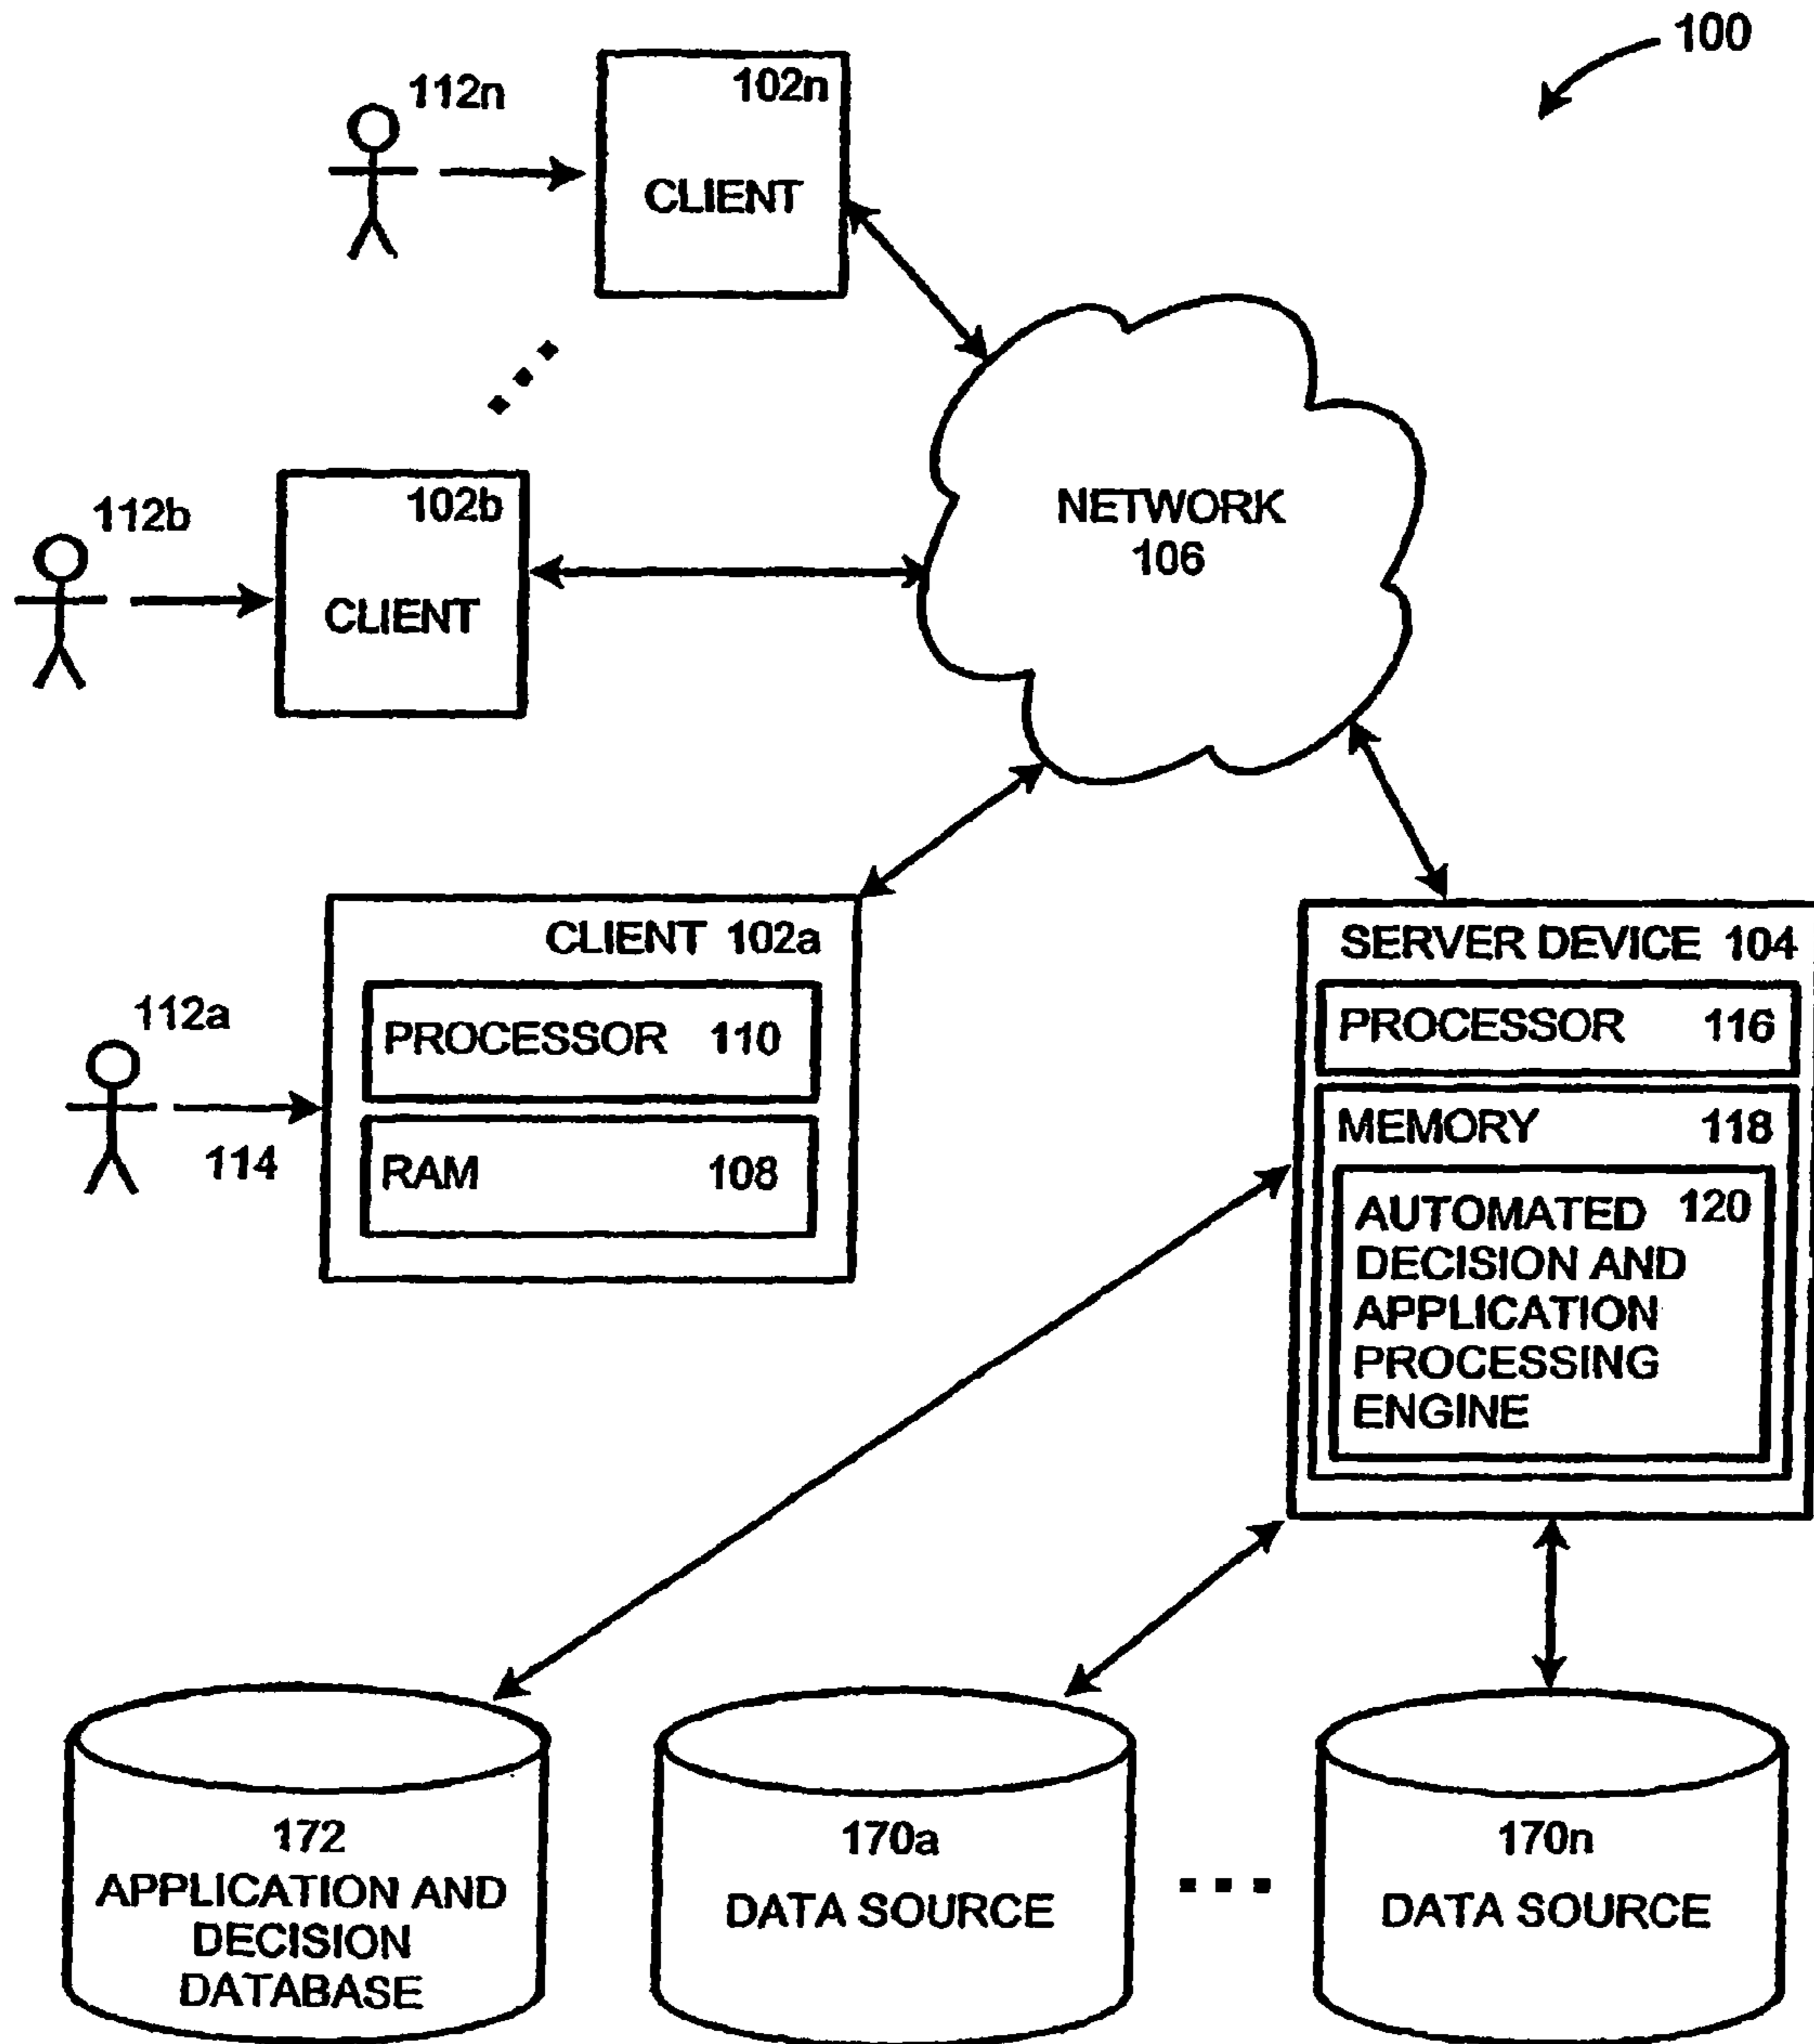 100
112n
102n
CLIENT
112b
102b
CLIENT
NETWORK
106
CLIENT 102a
PROCESSOR 110
RAM 108
112a
114
SERVER DEVICE 104
PROCESSOR 116
MEMORY 118
AUTOMATED 120
DECISION AND
APPLICATION
PROCESSING
ENGINE
172
APPLICATION AND
DECISION
DATABASE
170a
DATA SOURCE
170n
DATA SOURCE